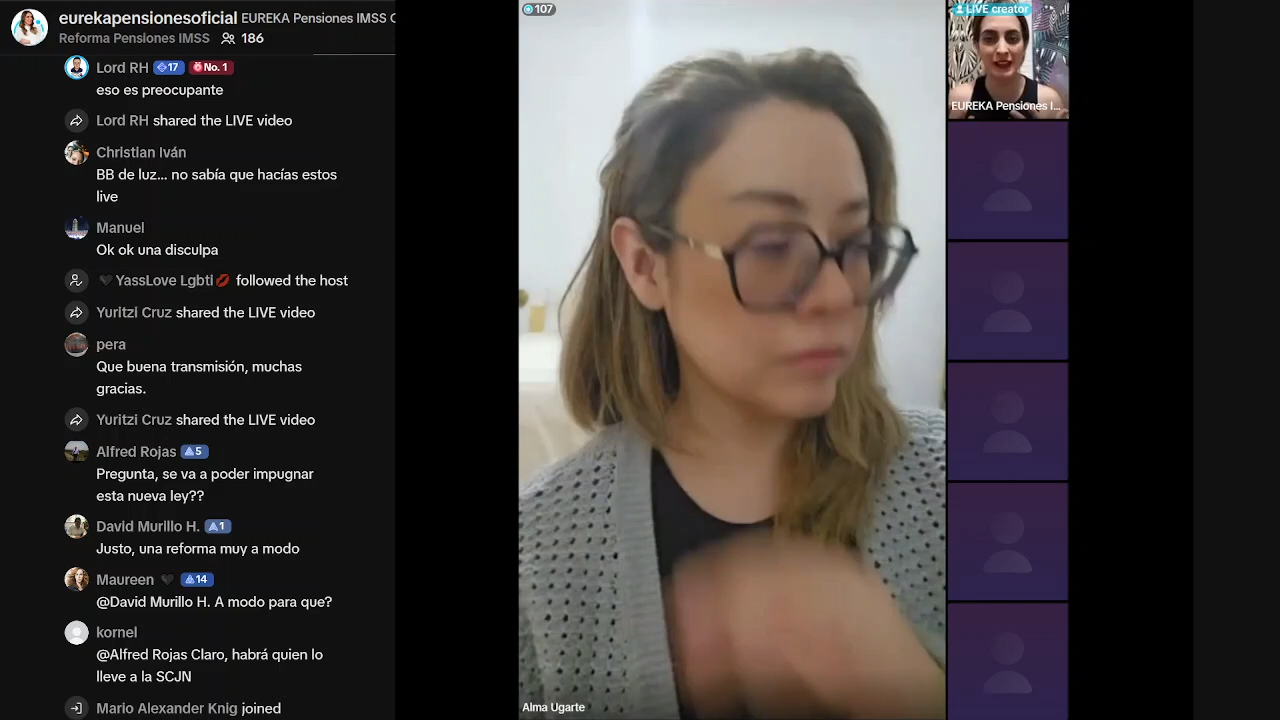 eurekapensionesoficial EUREKA Pensiones IMSS
Reforma Pensiones IMSS 186
Lord RH 17 No. 1
eso es preocupante
Lord RH shared the LIVE video
Christian Iván
BB de luz... no sabía que hacías estos
live
Manuel
Ok ok una disculpa
YassLove Lgbti💋 followed the host
Yuritzi Cruz shared the LIVE video
pera
Que buena transmisión, muchas
gracias.
Yuritzi Cruz shared the LIVE video
Alfred Rojas 5
Pregunta, se va a poder impugnar
esta nueva ley??
David Murillo H. 1
Justo, una reforma muy a modo
Maureen 🖤 14
@David Murillo H. A modo para que?
kornel
@Alfred Rojas Claro, habrá quien lo
lleve a la SCJN
Mario Alexander Knig joined
107
Alma Ugarte
LIVE creator
EUREKA Pensiones I...